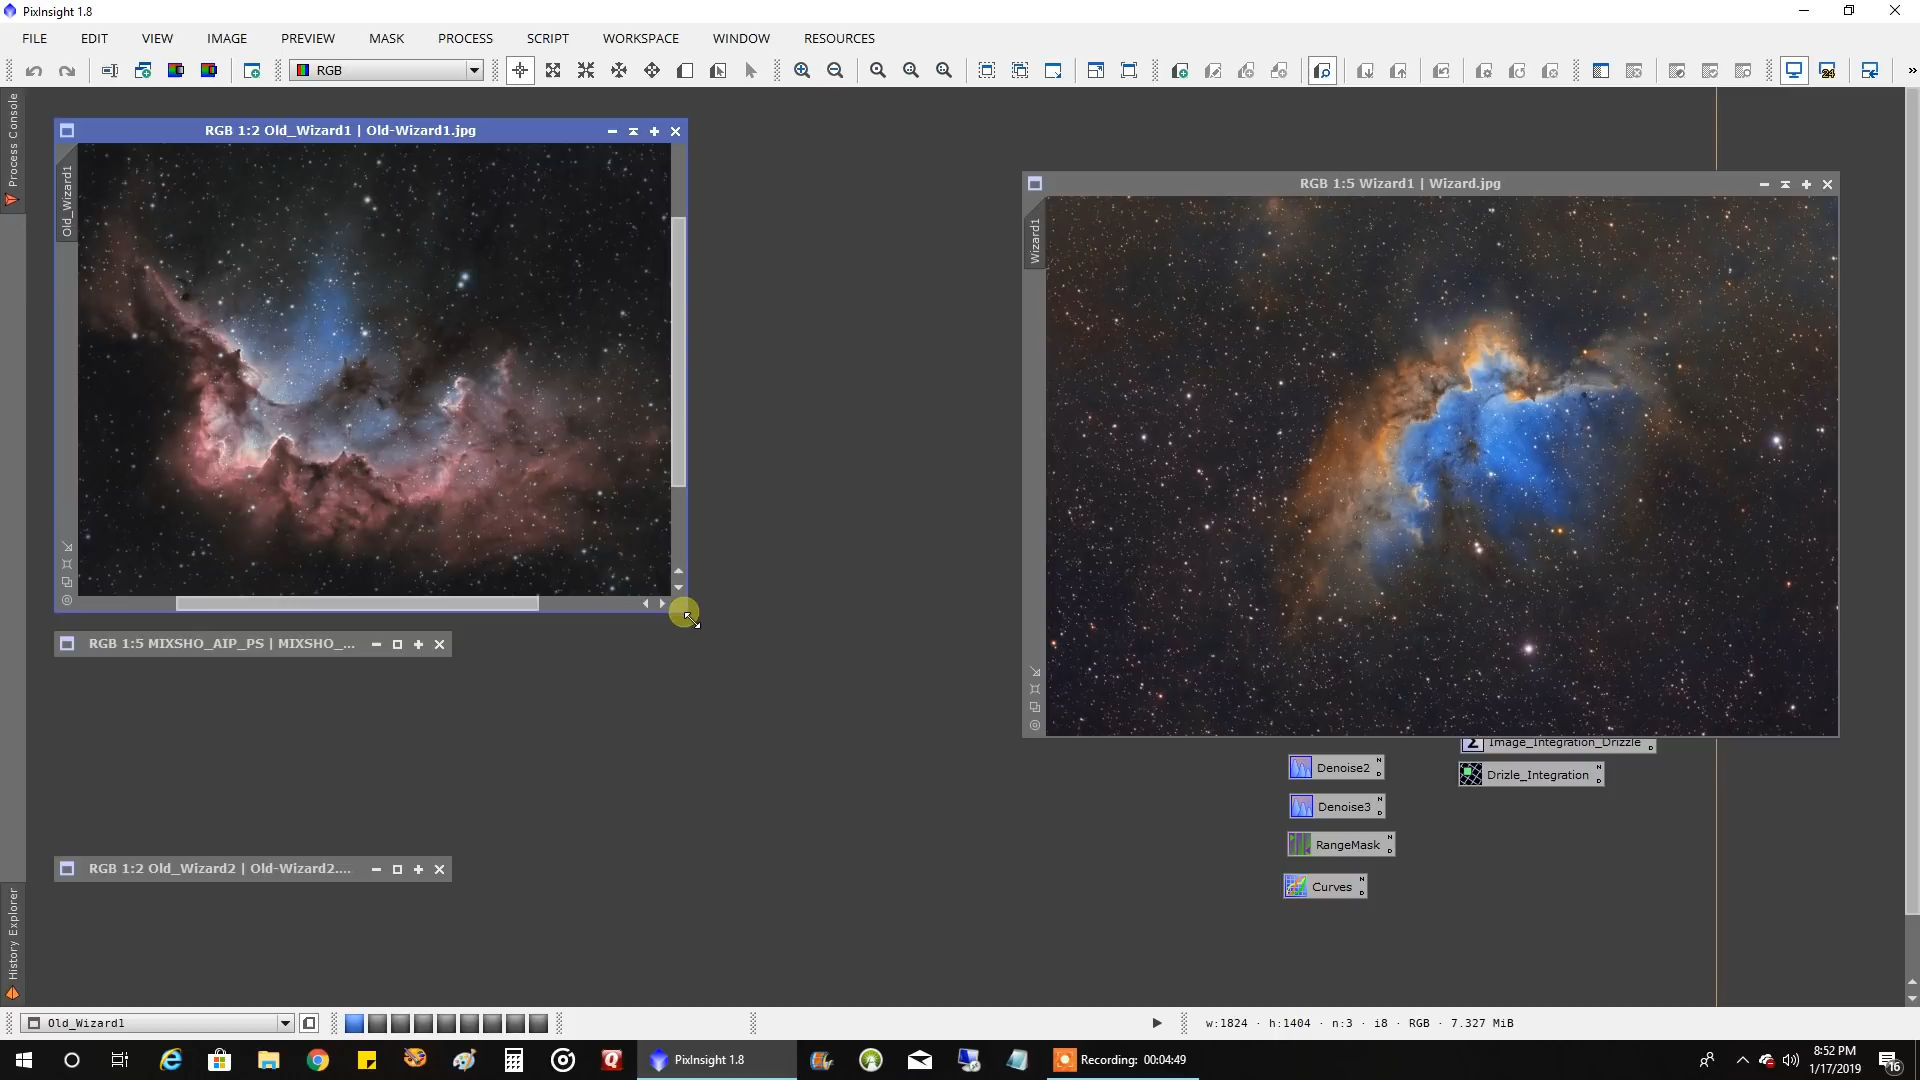 PixInsight 1.8
FILE EDIT VIEW IMAGE PREVIEW MASK PROCESS SCRIPT WORKSPACE WINDOW RESOURCES
RGB
24
Process Console
RGB 1:2 Old_Wizard1 | Old-Wizard1.jpg
Old_Wizard1
RGB 1:5 Wizard1 | Wizard.jpg
Wizard1
RGB 1:5 MIXSHO_AIP_PS | MIXSHO_...
Image_Integration_Drizzle
Denoise2
Drizle_Integration
Denoise3
RangeMask
RGB 1:2 Old_Wizard2 | Old-Wizard2....
Curves
History Explorer
Old_Wizard1
w:1824 · h:1404 · n:3 · i8 · RGB · 7.327 MiB
PixInsight 1.8
Recording: 00:04:49
8:52 PM
1/17/2019
16